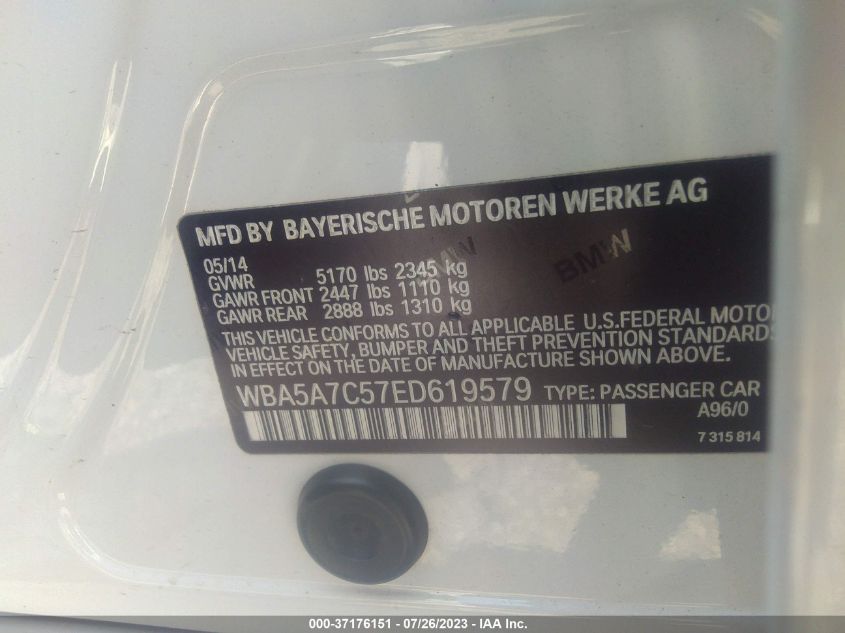 MFD BY BAYERISCHE MOTOREN WERKE AG
05/14
GVWR 5170 lbs 2345 kg
GAWR FRONT 2447 lbs 1110 kg
GAWR REAR 2888 lbs 1310 kg
BMW BMW
THIS VEHICLE CONFORMS TO ALL APPLICABLE U.S.FEDERAL MOTO
VEHICLE SAFETY, BUMPER AND THEFT PREVENTION STANDARDS
IN EFFECT ON THE DATE OF MANUFACTURE SHOWN ABOVE.
WBA5A7C57ED619579 TYPE: PASSENGER CAR
A96/0
7 315 814
000-37176151 / 07/26/2023 - IAA Inc.